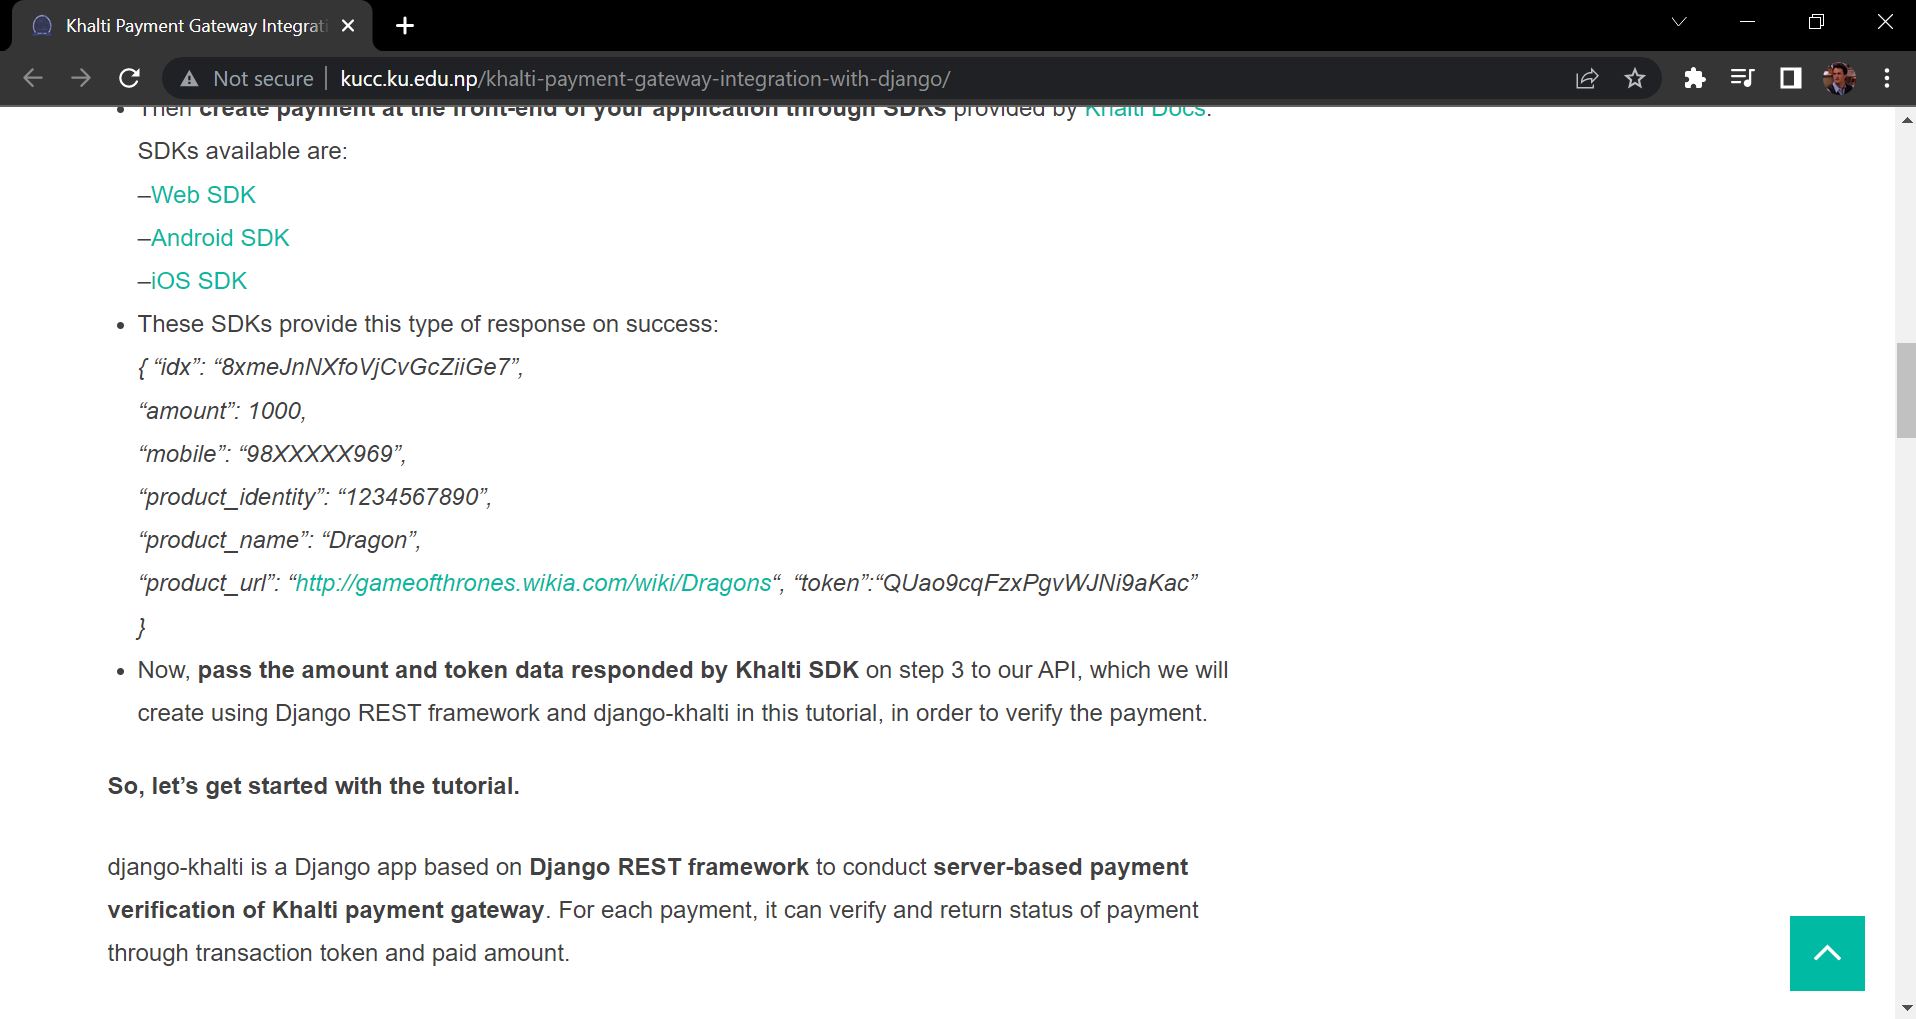 Khalti Payment Gateway Integrati
Not secure
kucc.ku.edu.np/khalti-payment-gateway-integration-with-django/
Then create payment at the front-end of your application through SDKs provided by Khalti Docs.
SDKs available are:
–Web SDK
–Android SDK
–iOS SDK
• These SDKs provide this type of response on success:
{ “idx”: “8xmeJnNXfoVjCvGcZiiGe7”,
“amount”: 1000,
“mobile”: “98XXXXX969”,
“product_identity”: “1234567890”,
“product_name”: “Dragon”,
“product_url”: “http://gameofthrones.wikia.com/wiki/Dragons“, “token”:“QUao9cqFzxPgvWJNi9aKac”
}
• Now, pass the amount and token data responded by Khalti SDK on step 3 to our API, which we will
create using Django REST framework and django-khalti in this tutorial, in order to verify the payment.
So, let’s get started with the tutorial.
django-khalti is a Django app based on Django REST framework to conduct server-based payment
verification of Khalti payment gateway. For each payment, it can verify and return status of payment
through transaction token and paid amount.